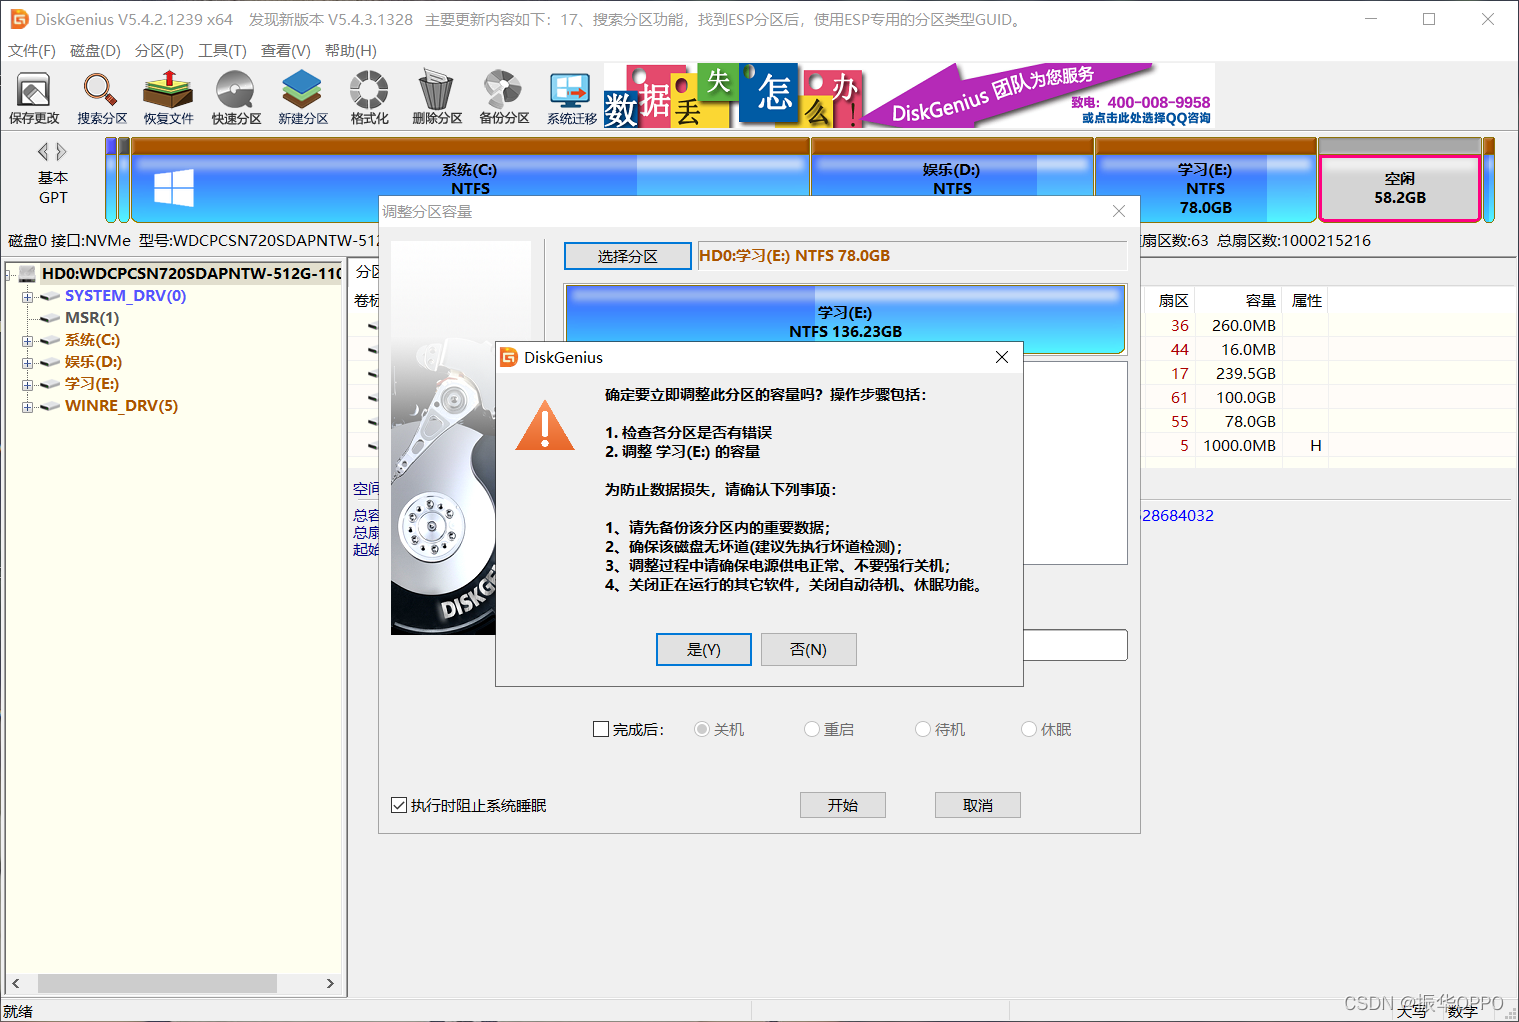 DiskGenius V5.4.2.1239 x64 发现新版本 V5.4.3.1328 主要更新内容如下：17、搜索分区功能，找到ESP分区后，使用ESP专用的分区类型GUID。
文件(F) 磁盘(D) 分区(P) 工具(T) 查看(V) 帮助(H)
保存更改 搜索分区 恢复文件 快速分区 新建分区 格式化 删除分区 备份分区 系统迁移
数据丢失怎么办!
DiskGenius 团队为您服务
致电：400-008-9958
或点击此处选择QQ咨询
基本
GPT
系统(C:)
NTFS
娱乐(D:)
NTFS
学习(E:)
NTFS
78.0GB
空闲
58.2GB
磁盘0 接口:NVMe 型号:WDCPCSN720SDAPNTW-512
扇区数:63 总扇区数:1000215216
HD0:WDCPCSN720SDAPNTW-512G-110
SYSTEM_DRV(0)
MSR(1)
系统(C:)
娱乐(D:)
学习(E:)
WINRE_DRV(5)
分区
卷标
扇区 容量 属性
36 260.0MB
44 16.0MB
17 239.5GB
61 100.0GB
55 78.0GB
5 1000.0MB H
空间
总容
总扇
起始
28684032
调整分区容量
选择分区
HD0:学习(E:) NTFS 78.0GB
学习(E:)
NTFS 136.23GB
DISKGE
DiskGenius
确定要立即调整此分区的容量吗？操作步骤包括：
1. 检查各分区是否有错误
2. 调整 学习(E:) 的容量
为防止数据损失，请确认下列事项：
1、请先备份该分区内的重要数据；
2、确保该磁盘无坏道(建议先执行坏道检测)；
3、调整过程中请确保电源供电正常、不要强行关机；
4、关闭正在运行的其它软件，关闭自动待机、休眠功能。
是(Y) 否(N)
完成后： 关机 重启 待机 休眠
执行时阻止系统睡眠
开始 取消
就绪
大写 数字
CSDN @振华OPPO